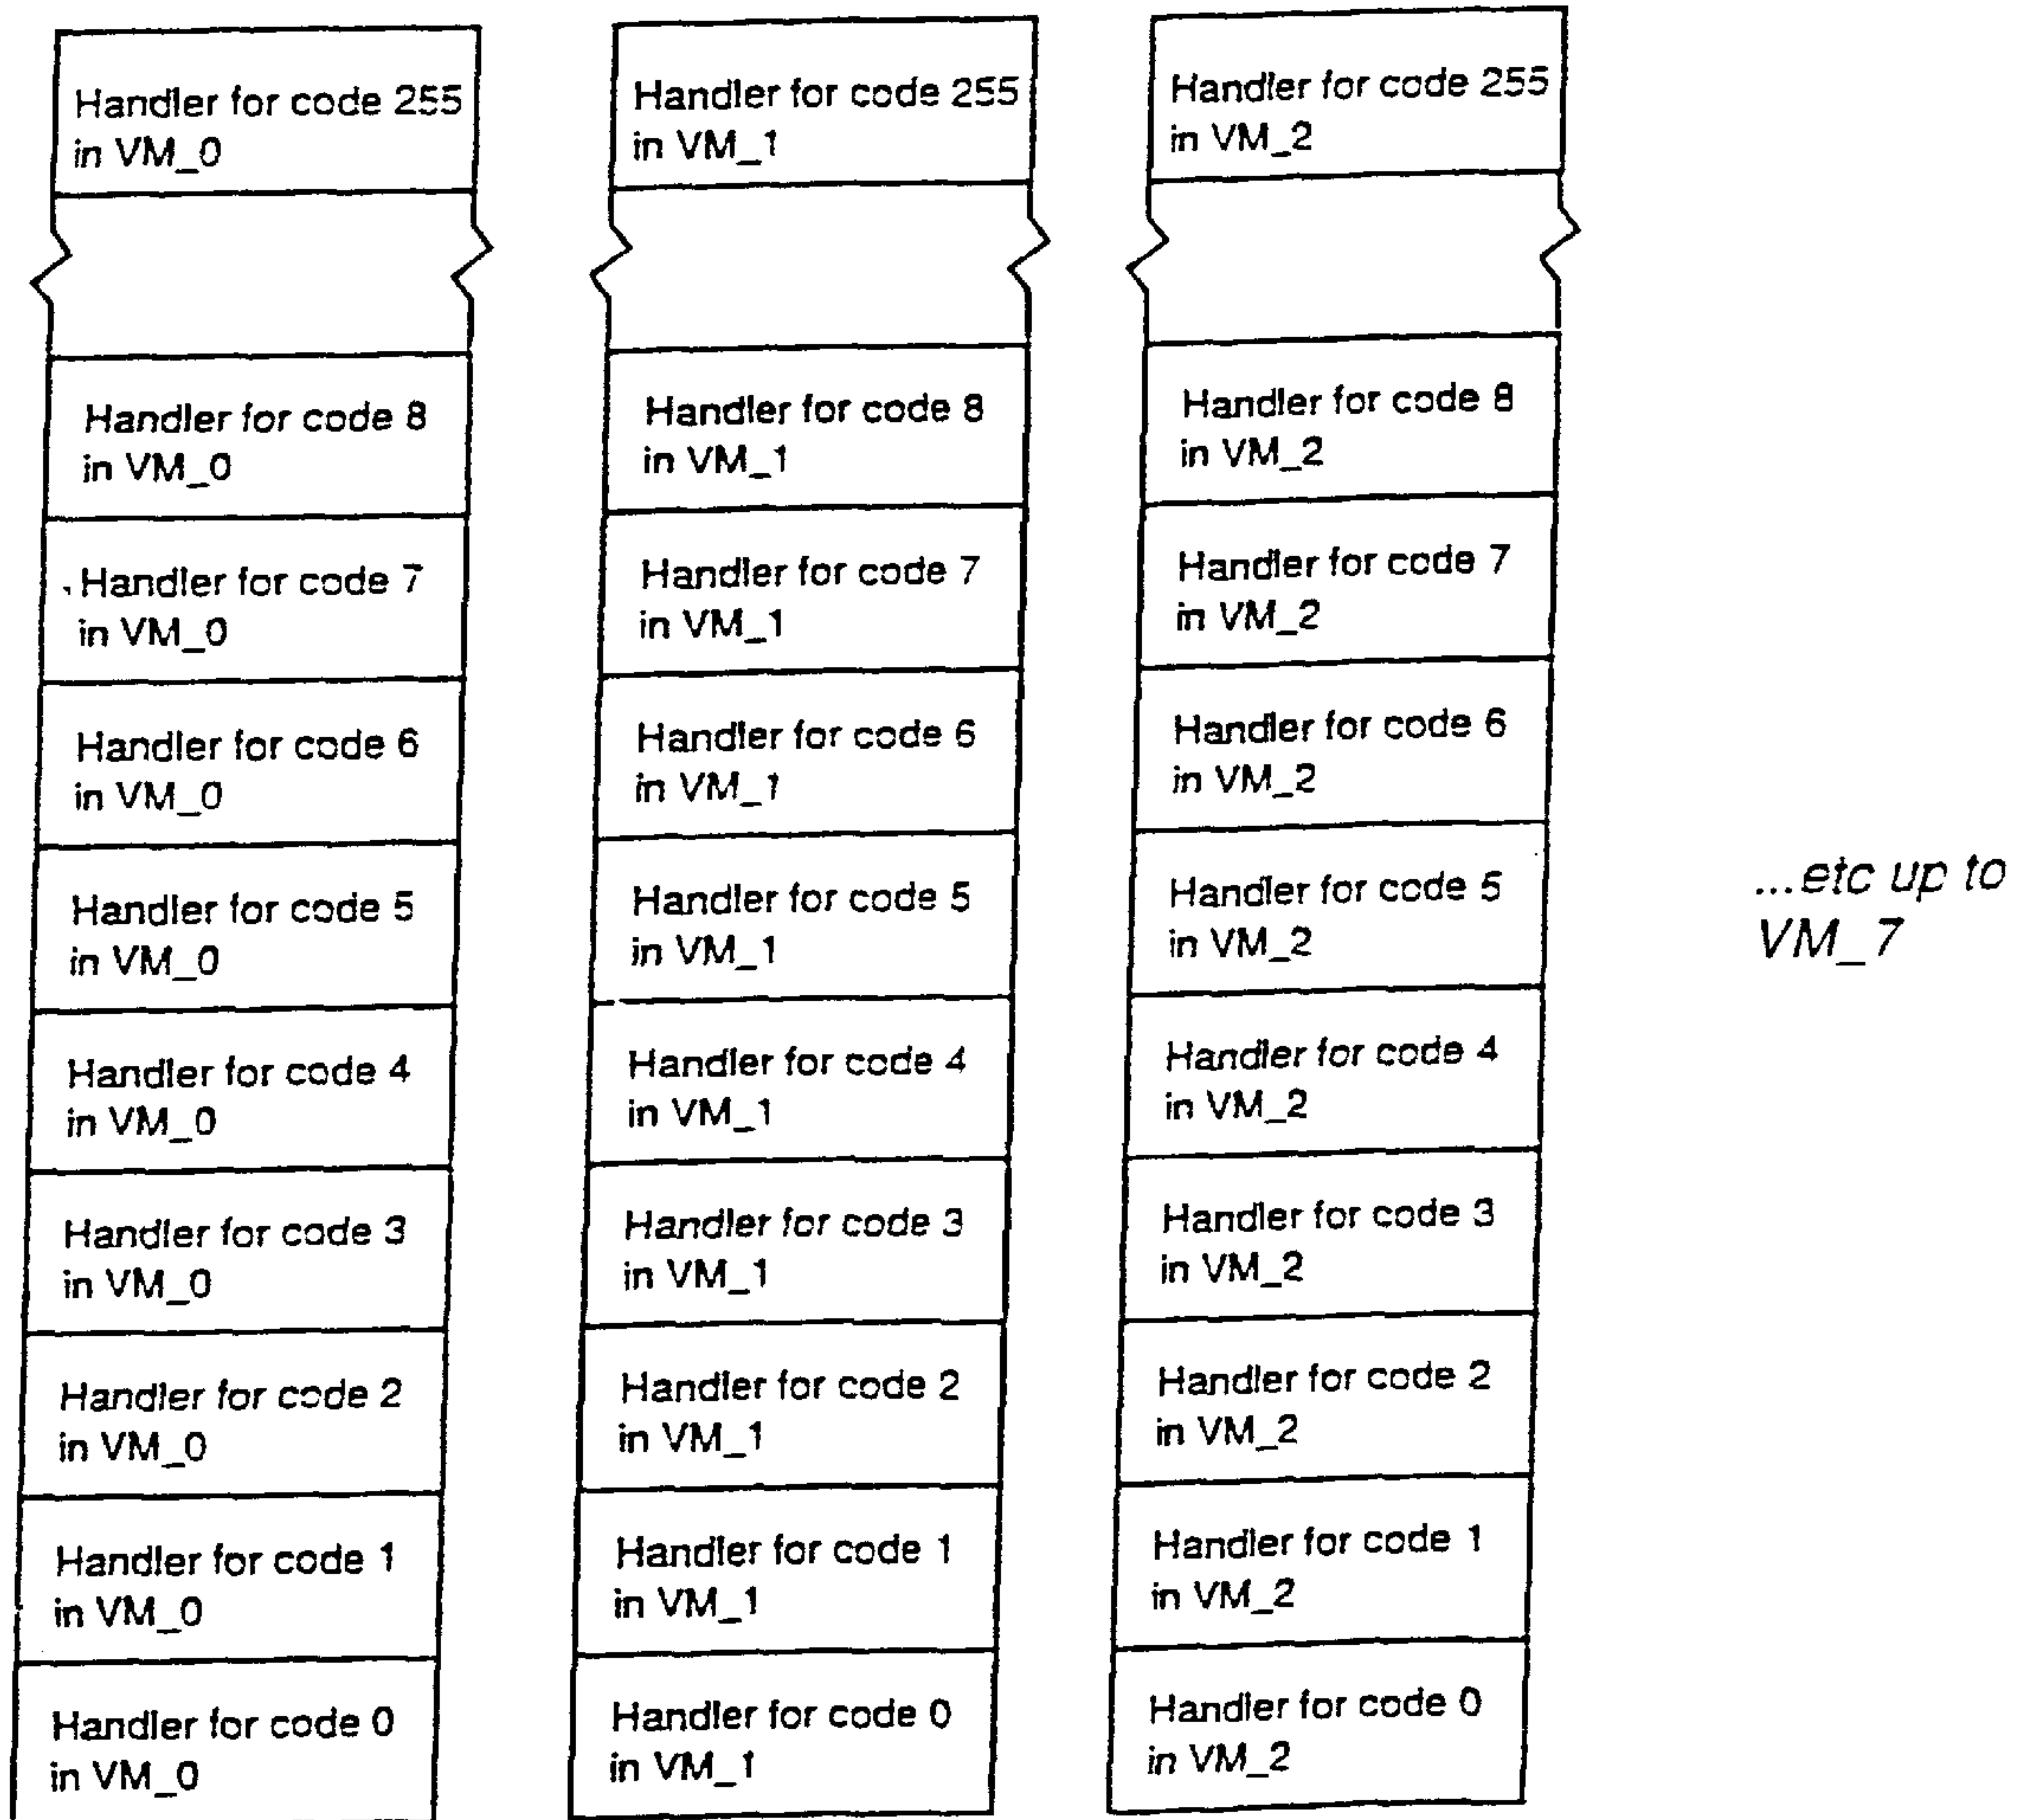 Handler for code 255
in VM_0
Handler for code 8
in VM_0
Handler for code 7
in VM_0
Handler for code 6
in VM_0
Handler for code 5
in VM_0
Handler for code 4
in VM_0
Handler for code 3
in VM_0
Handler for code 2
in VM_0
Handler for code 1
in VM_0
Handler for code 0
in VM_0
Handler for code 255
in VM_1
Handler for code 8
in VM_1
Handler for code 7
in VM_1
Handler for code 6
in VM_1
Handler for code 5
in VM_1
Handler for code 4
in VM_1
Handler for code 3
in VM_1
Handler for code 2
in VM_1
Handler for code 1
in VM_1
Handler for code 0
in VM_1
Handler for code 255
in VM_2
Handler for code 8
in VM_2
Handler for code 7
in VM_2
Handler for code 6
in VM_2
Handler for code 5
in VM_2
Handler for code 4
in VM_2
Handler for code 3
in VM_2
Handler for code 2
in VM_2
Handler for code 1
in VM_2
Handler for code 0
in VM_2
...etc up to
VM_7